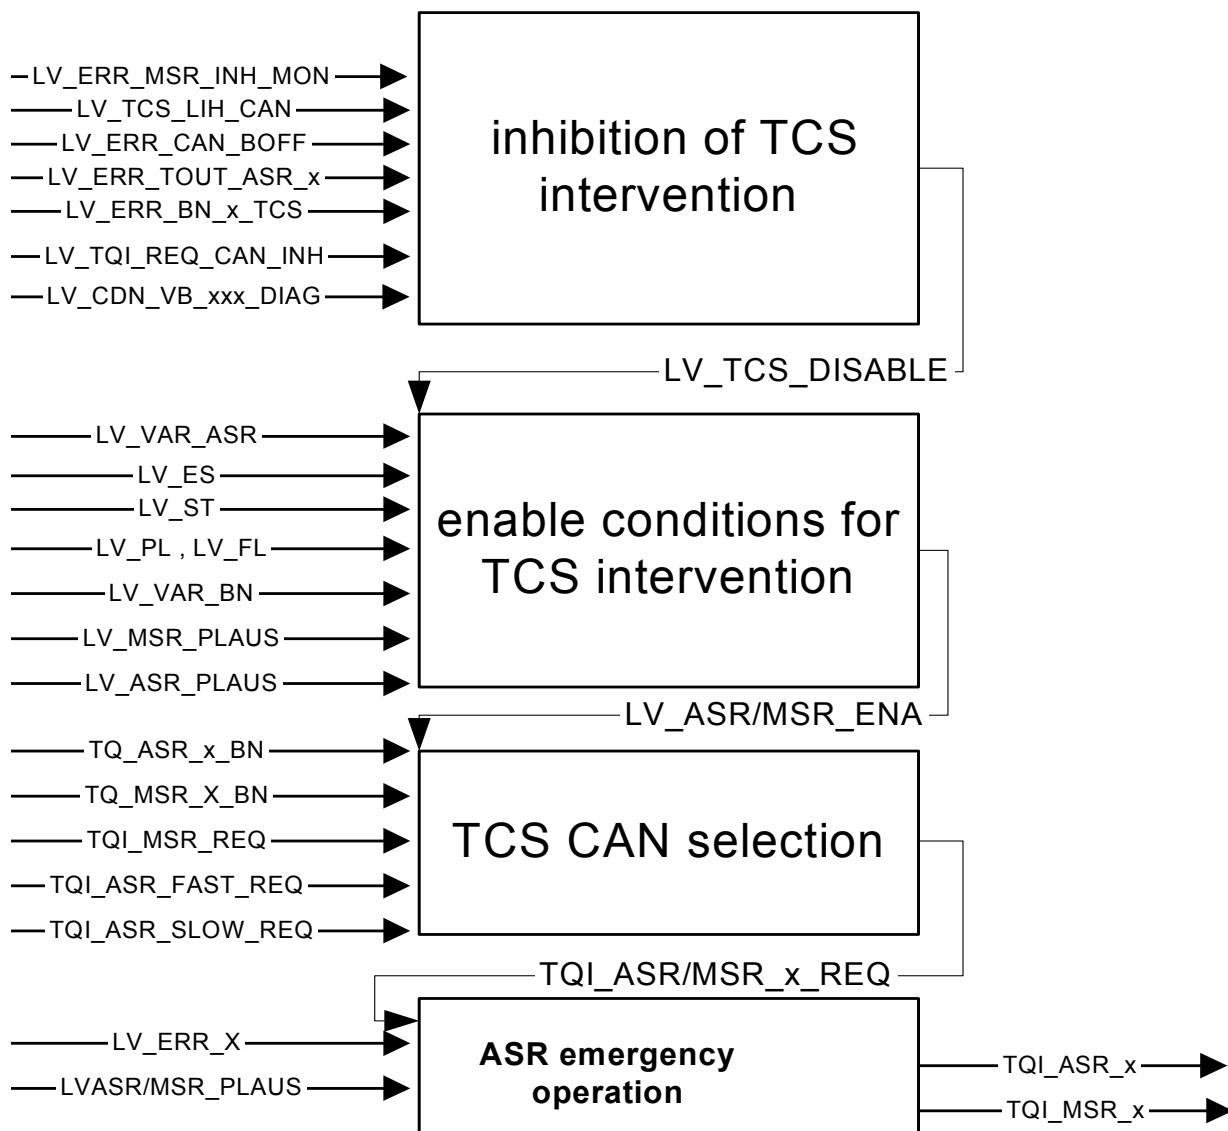 LV_ERR_MSR_INH_MON
LV_TCS_LIH_CAN
LV_ERR_CAN_BOFF
LV_ERR_TOUT_ASR_x
LV_ERR_BN_x_TCS
LV_TQI_REQ_CAN_INH
LV_CDN_VB_xxx_DIAG
inhibition of TCS
intervention
LV_TCS_DISABLE
LV_VAR_ASR
LV_ES
LV_ST
LV_PL , LV_FL
LV_VAR_BN
LV_MSR_PLAUS
LV_ASR_PLAUS
enable conditions for
TCS intervention
LV_ASR/MSR_ENA
TQ_ASR_x_BN
TQ_MSR_X_BN
TQI_MSR_REQ
TQI_ASR_FAST_REQ
TQI_ASR_SLOW_REQ
TCS CAN selection
TQI_ASR/MSR_x_REQ
LV_ERR_X
LVASR/MSR_PLAUS
ASR emergency
operation
TQI_ASR_x
TQI_MSR_x